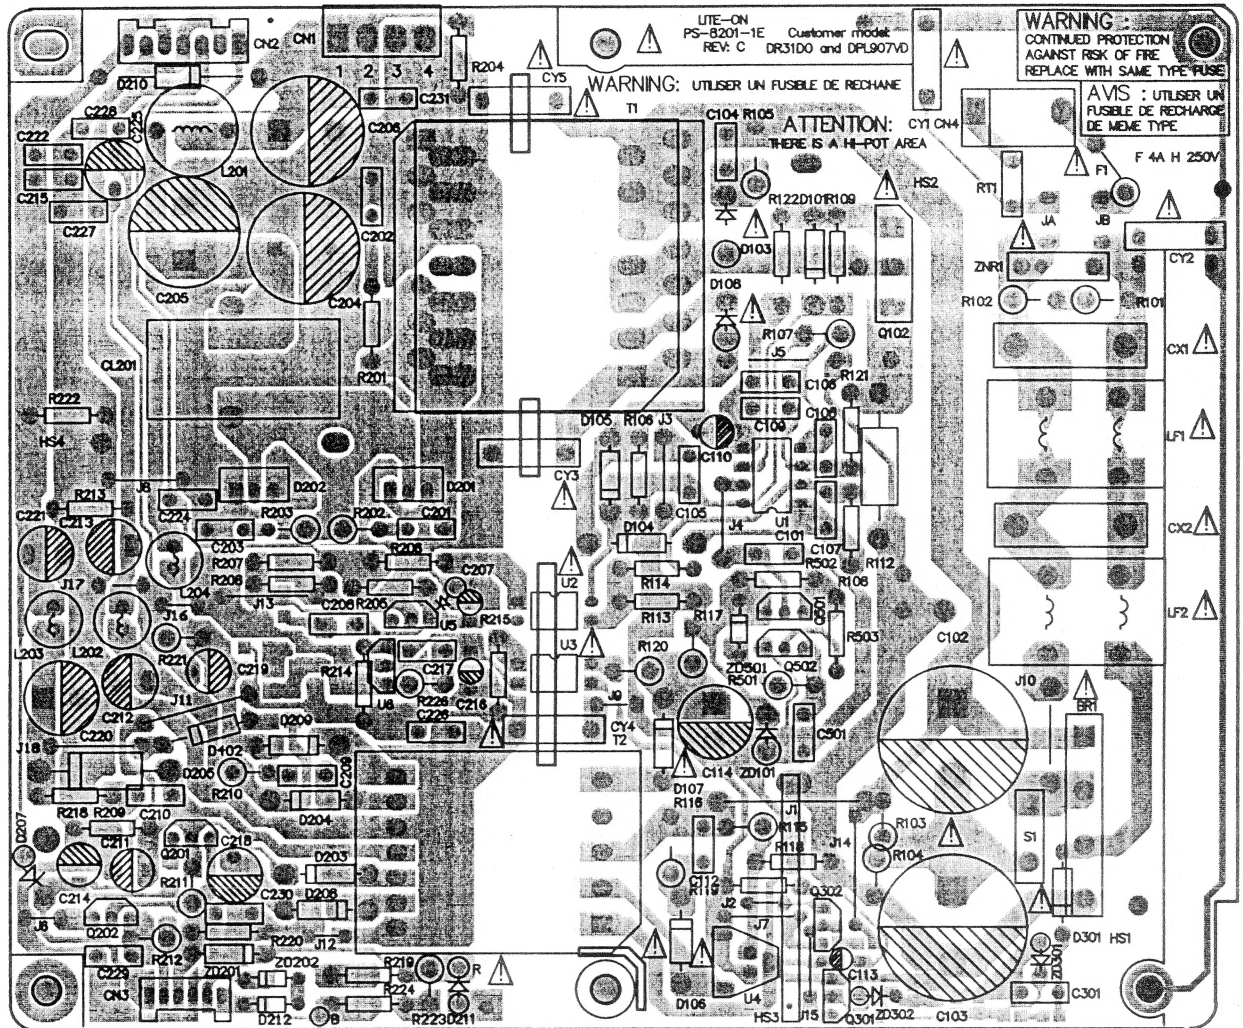 LITE-ON
PS-8201-1E Customer model:
REV: C DR31D0 and DPL907VD
WARNING :
CONTINUED PROTECTION
AGAINST RISK OF FIRE
REPLACE WITH SAME TYPE FUSE
AVIS : UTILISER UN
FUSIBLE DE RECHARGE
DE MEME TYPE
WARNING: UTILISER UN FUSIBLE DE RECHANE
ATTENTION:
THERE IS A HI-POT AREA
F 4A H 250V
CN2
CN1
1 2 3 4
D210
R204
CY5
C231
T1
C228
C225
C222
C215
C227
L201
C206
C202
C205
C204
C104
R105
CY1
CN4
RT1
F1
HS2
JA
JB
CY2
R122
D101
R109
D103
D108
ZNR1
R102
R101
Q102
R107
J5
CX1
CL201
R201
R222
HS4
R121
C106
C109
C110
D105
R106
J3
LF1
CY3
J8
D202
D201
R213
C221
C213
C224
R203
R202
C201
C203
C105
D104
J4
U1
C101
C107
R112
CX2
R207
R208
R206
C207
U2
R114
R502
R108
J17
L204
J13
C208
R205
U5
R215
R113
R117
Q501
J16
L203
L202
R221
C219
R214
C217
U3
R120
ZD501
R501
Q502
R503
C102
LF2
J11
C212
C220
U6
R226
C226
C216
J9
CY4
T2
J10
BR1
J18
D209
D402
D205
R210
C209
C501
ZD101
C114
D107
R116
R218
R209
C210
D204
J1
D207
C211
Q201
C218
D203
R115
R118
J14
R103
R104
S1
R211
C214
C230
D208
C112
R119
J2
Q302
J6
Q202
R220
J12
J7
D301
HS1
R212
C229
ZD201
ZD202
R219
R
C113
ZD301
CN3
R224
D106
U4
C301
D212
B
R223
D211
HS3
J15
Q301
ZD302
C103